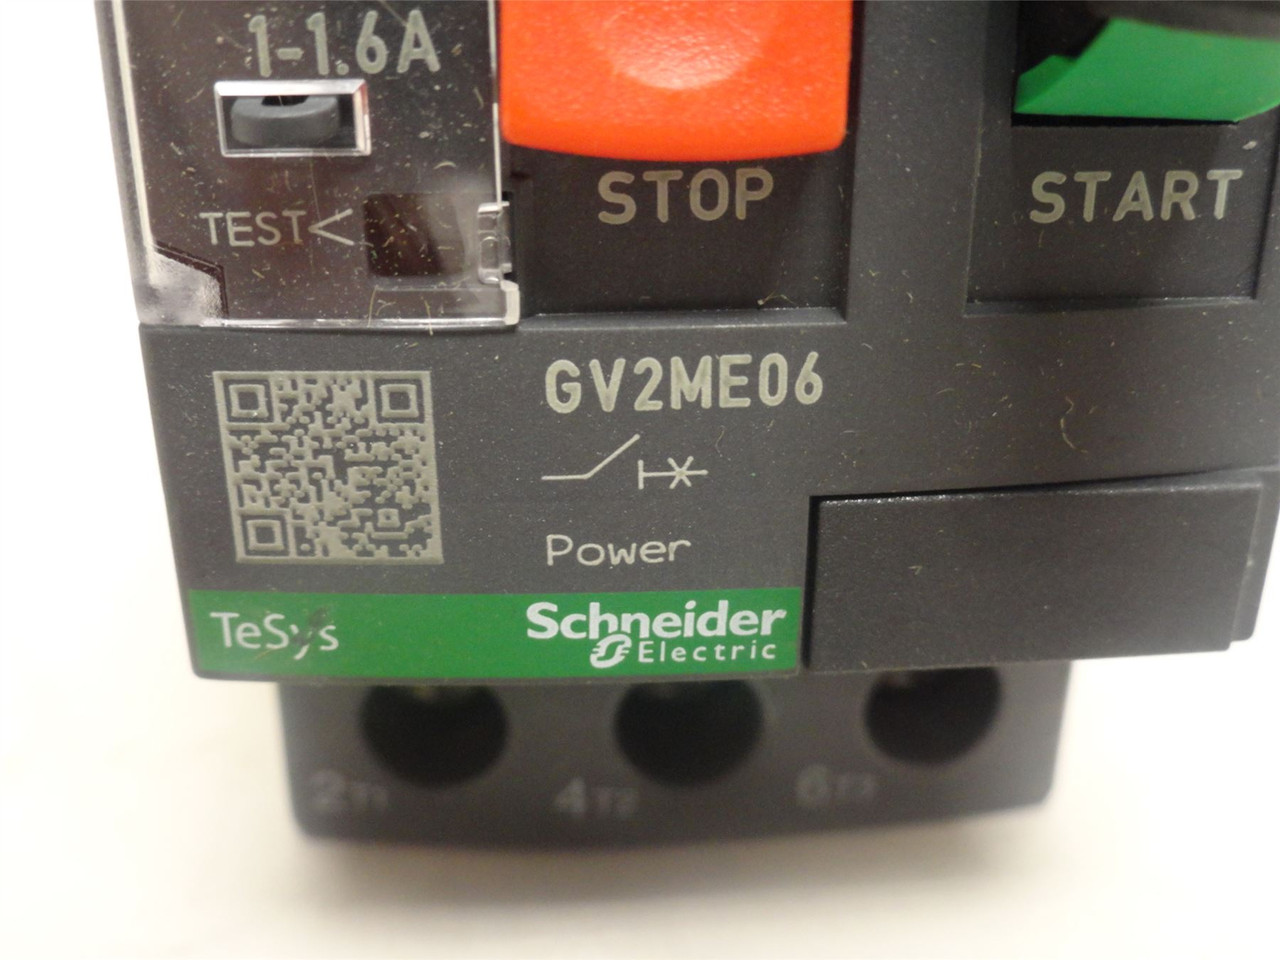 1-1.6A
STOP
START
TEST<
GV2ME06
Power
TeSys
Schneider
Electric
2T1
4T2
6T3